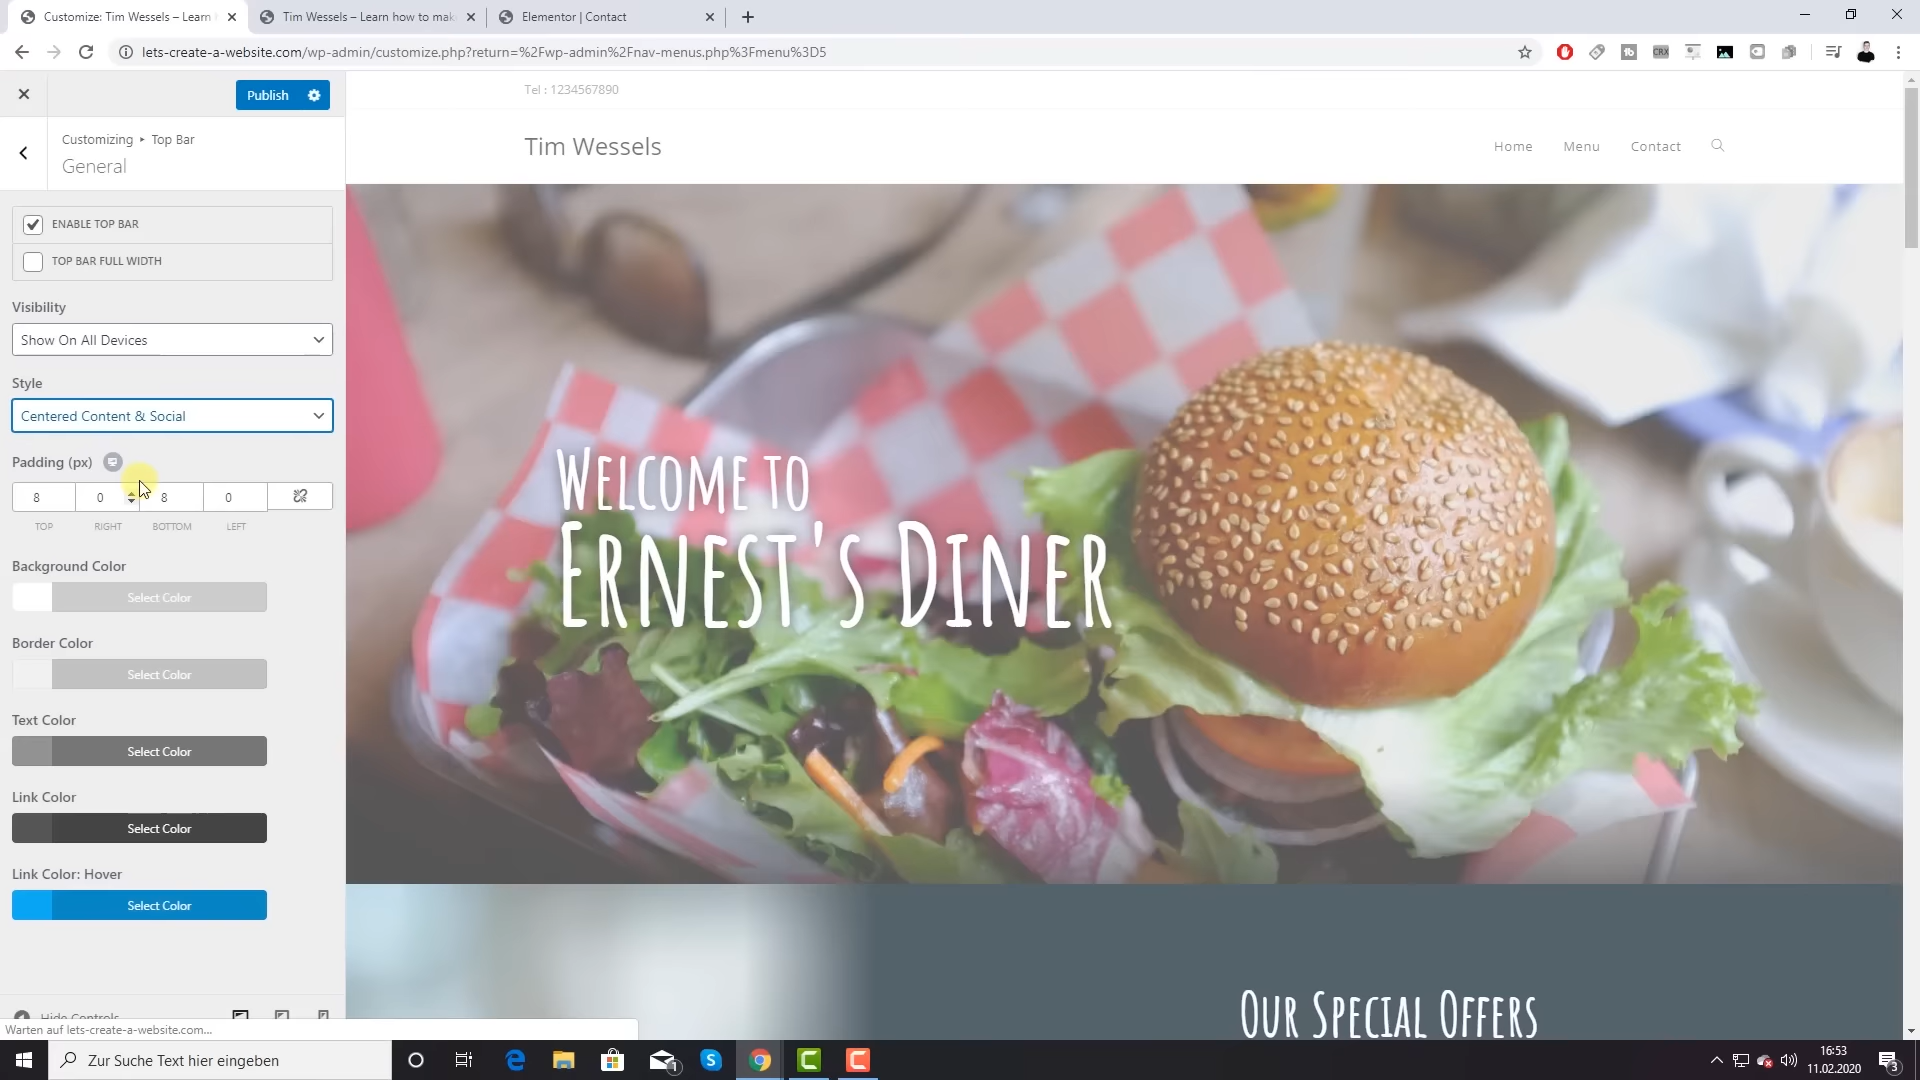 Customize: Tim Wessels – Learn
Tim Wessels – Learn how to mak
Elementor | Contact
lets-create-a-website.com/wp-admin/customize.php?return=%2Fwp-admin%2Fnav-menus.php%3Fmenu%3D5
Publish
Customizing ▸ Top Bar
General
ENABLE TOP BAR
TOP BAR FULL WIDTH
Visibility
Show On All Devices
Style
Centered Content & Social
Padding (px)
8 0 8 0
TOP RIGHT BOTTOM LEFT
Background Color
Select Color
Border Color
Select Color
Text Color
Select Color
Link Color
Select Color
Link Color: Hover
Select Color
Hide Controls
Warten auf lets-create-a-website.com...
Tel : 1234567890
Tim Wessels
Home Menu Contact
Welcome to
Ernest's Diner
Our Special Offers
Zur Suche Text hier eingeben
16:53
11.02.2020